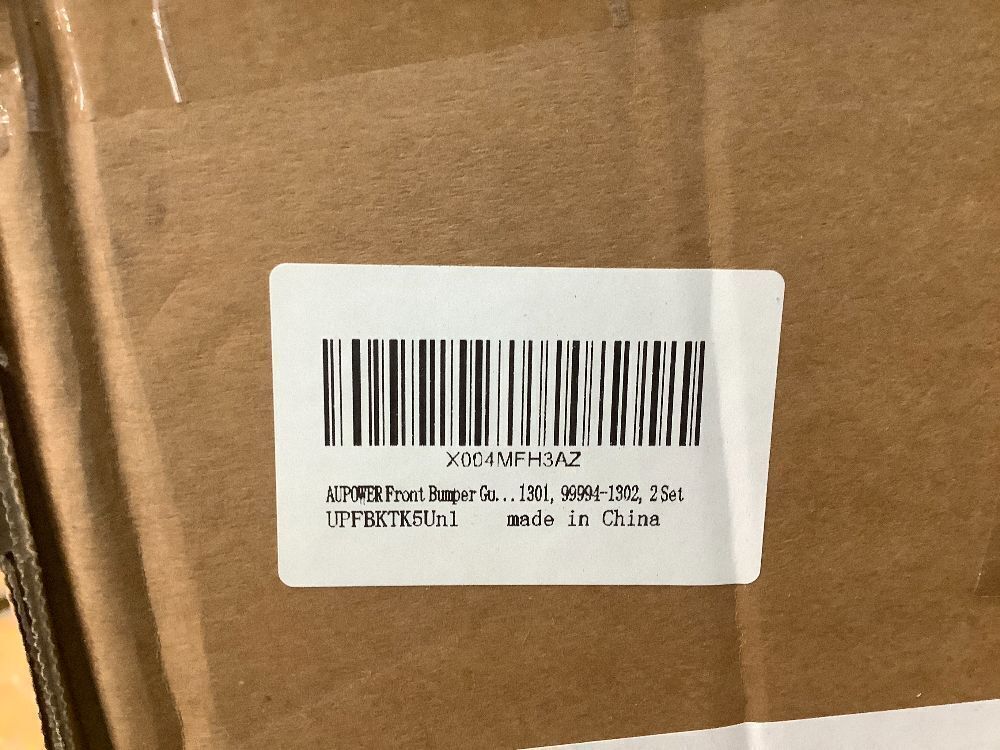 X004MFH3AZ
AUPOWER Front Bumper Gu...1301, 99994-1302, 2 Set
UPFBKTK5Un1 made in China